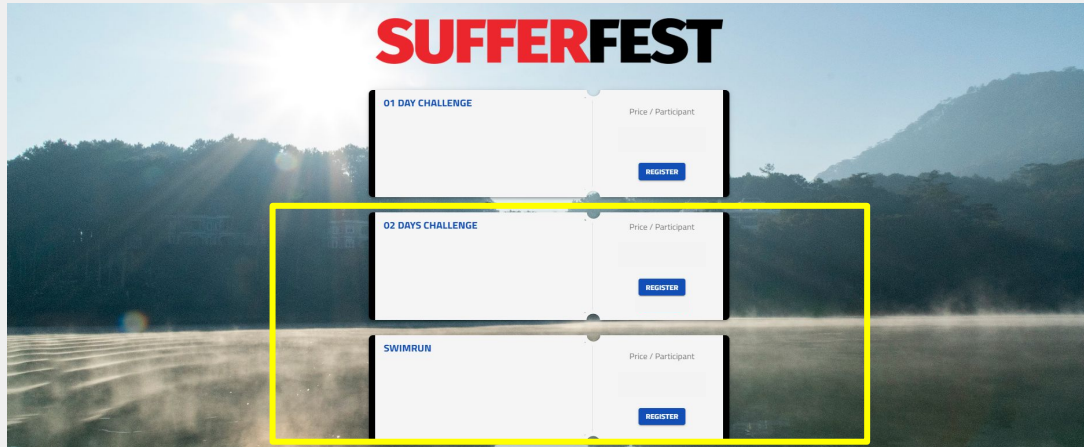 SUFFERFEST
01 DAY CHALLENGE
Price / Participant
REGISTER
02 DAYS CHALLENGE
Price / Participant
REGISTER
SWIMRUN
Price / Participant
REGISTER